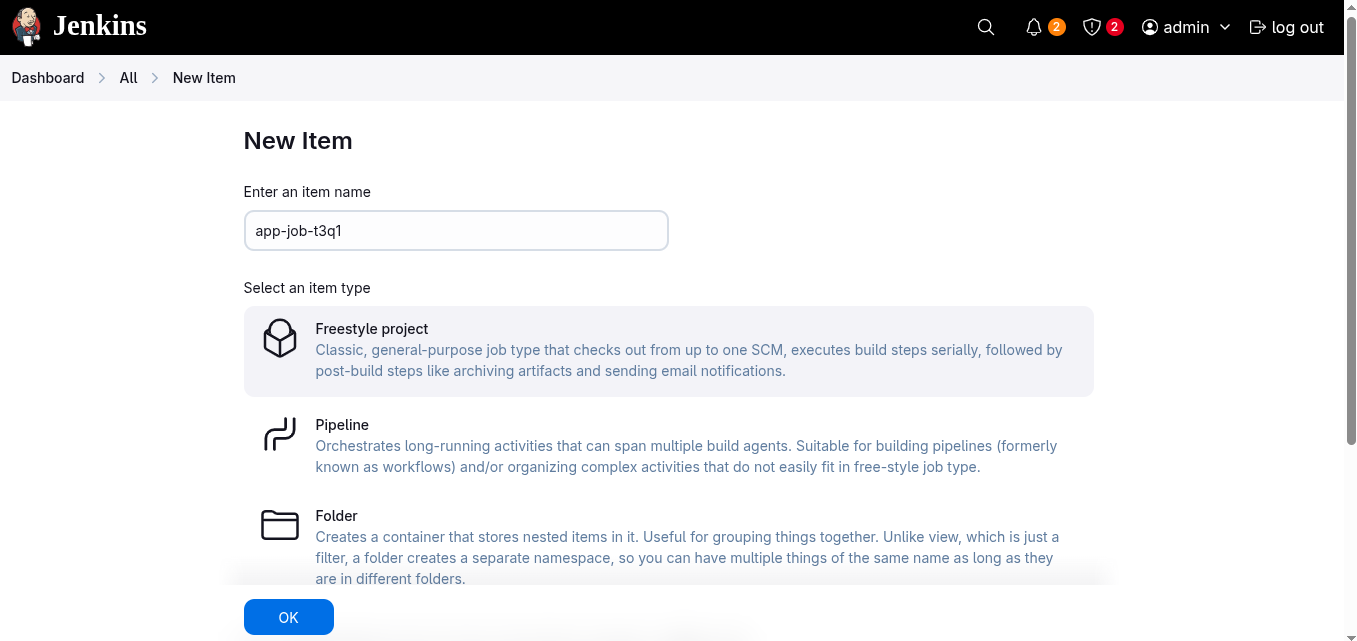 Jenkins
2
2
admin
log out
Dashboard
All
New Item
New Item
Enter an item name
app-job-t3q1
Select an item type
Freestyle project
Classic, general-purpose job type that checks out from up to one SCM, executes build steps serially, followed by
post-build steps like archiving artifacts and sending email notifications.
Pipeline
Orchestrates long-running activities that can span multiple build agents. Suitable for building pipelines (formerly
known as workflows) and/or organizing complex activities that do not easily fit in free-style job type.
Folder
Creates a container that stores nested items in it. Useful for grouping things together. Unlike view, which is just a
filter, a folder creates a separate namespace, so you can have multiple things of the same name as long as they
are in different folders.
OK